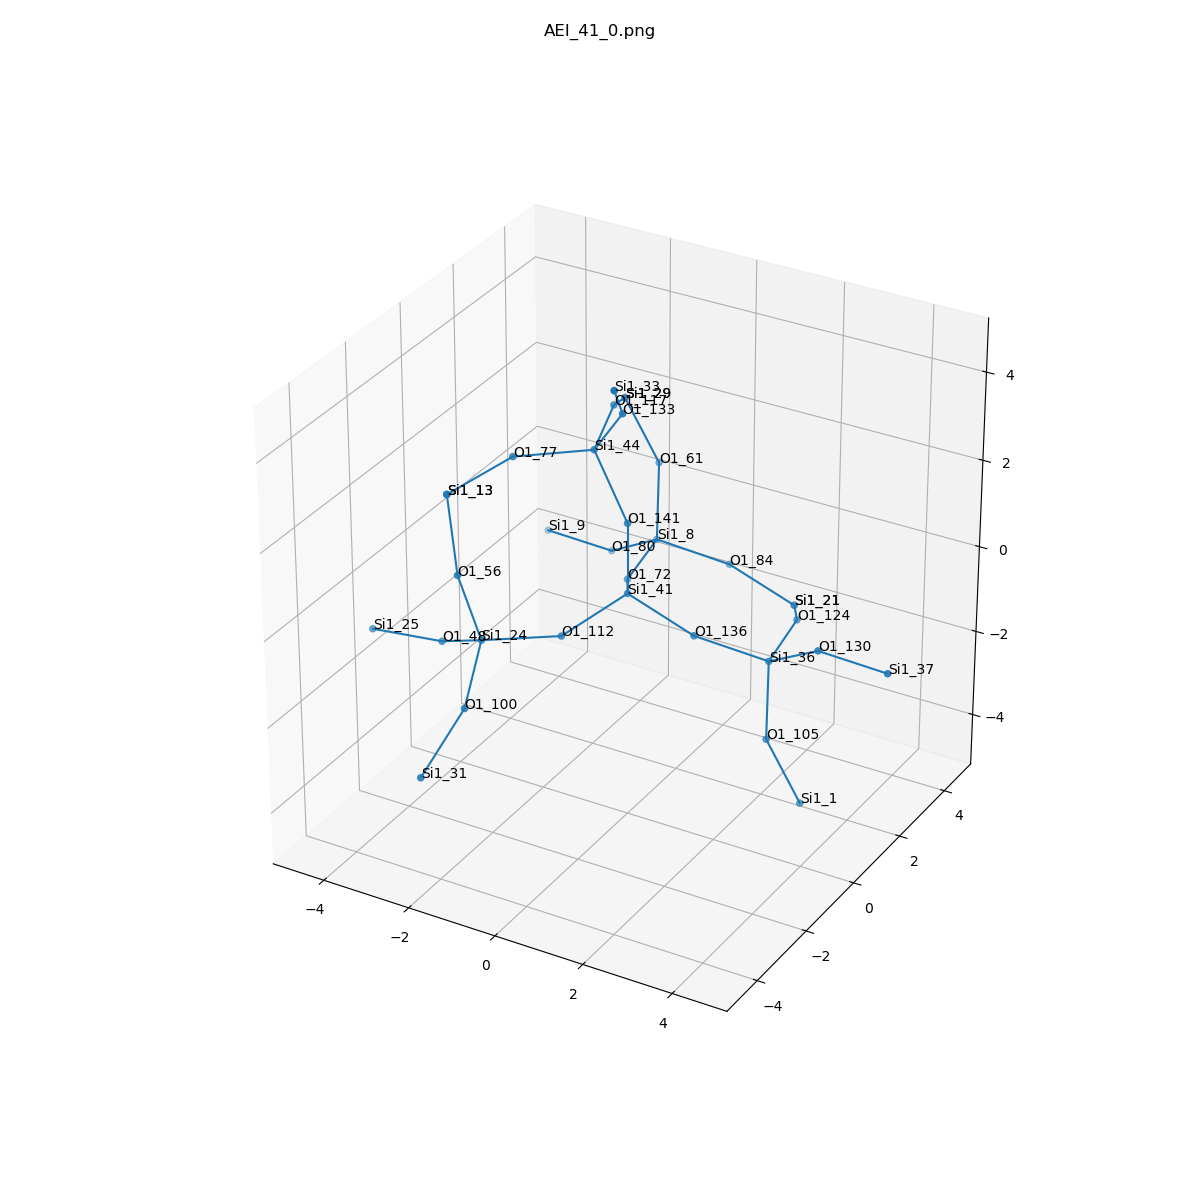 AEI_41_0.png
Si1_33
Si1_29
O1_117
O1_133
Si1_44
O1_77
O1_61
Si1_13
O1_141
Si1_9
Si1_8
O1_80
O1_84
O1_56
O1_72
Si1_41
Si1_21
O1_124
Si1_25
O1_48
Si1_24
O1_112
O1_136
O1_130
Si1_36
Si1_37
O1_100
O1_105
Si1_31
Si1_1
4
2
0
−2
−4
4
2
0
−2
−4
−4
−2
0
2
4